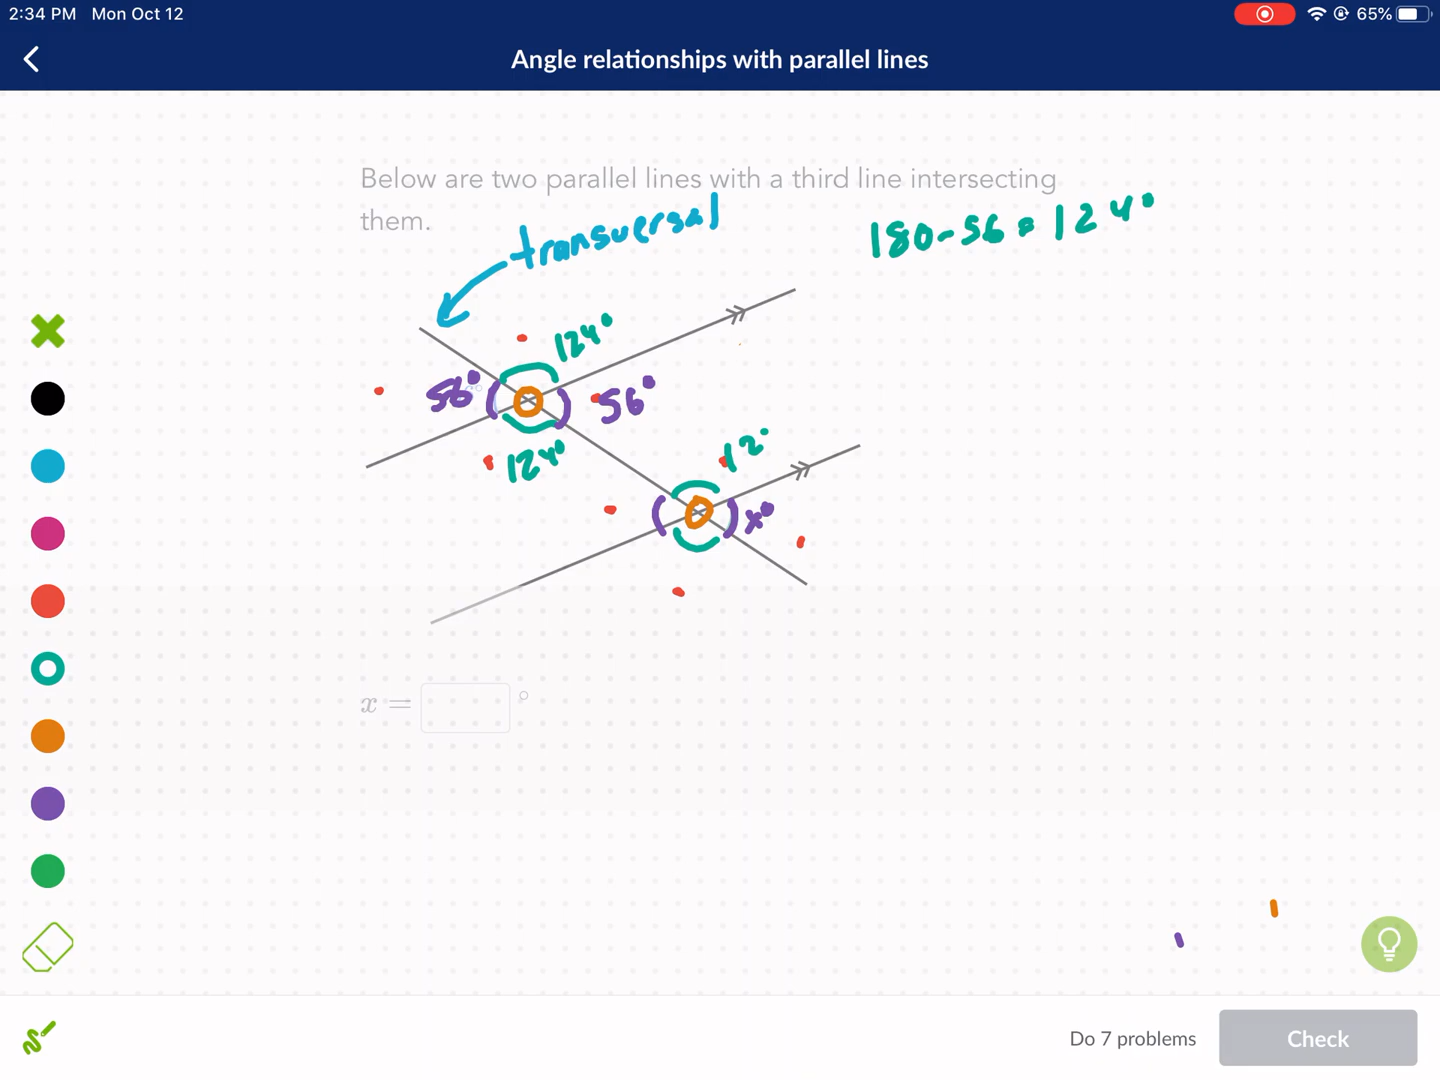 2:34 PM Mon Oct 12
65%
Angle relationships with parallel lines
Below are two parallel lines with a third line intersecting
them.
transversal
180-56=124°
124°
56°
56°
124°
12
x°
x = °
Do 7 problems
Check